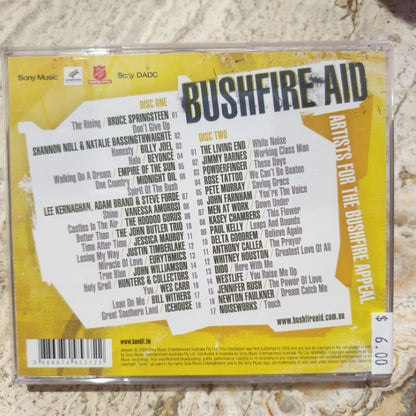 Sony Music
Sony DADC
BUSHFIRE AID
ARTISTS FOR THE BUSHFIRE APPEAL
DISC ONE
The Rising / BRUCE SPRINGSTEEN 01
Don't Give Up
SHANNON NOLL & NATALIE BASSINGTHWAIGHTE 02
Honesty / BILLY JOEL 03
Halo / BEYONCE 04
Walking On A Dream / EMPIRE OF THE SUN 05
One Country / MIDNIGHT OIL 06
Spirit Of The Bush
LEE KERNAGHAN, ADAM BRAND & STEVE FORDE 07
Shine / VANESSA AMOROSI 08
Castles In The Air / THE HOODOO GURUS 09
Better Than / THE JOHN BUTLER TRIO 10
Time After Time / JESSICA MAUBOY 11
Losing My Way / JUSTIN TIMBERLAKE 12
Miracle Of Love / EURYTHMICS 13
True Blue / JOHN WILLIAMSON 14
Holy Grail / HUNTERS & COLLECTORS 15
You / WES CARR 16
Lean On Me / BILL WITHERS 17
Great Southern Land / ICEHOUSE 18
DISC TWO
01 THE LIVING END / White Noise
02 JIMMY BARNES / Working Class Man
03 POWDERFINGER / These Days
04 ROSE TATTOO / We Can't Be Beaten
05 PETE MURRAY / Saving Grace
06 JOHN FARNHAM / You're The Voice
07 MEN AT WORK / Down Under
08 KASEY CHAMBERS / This Flower
09 PAUL KELLY / Leaps And Bounds
10 DELTA GOODREM / Believe Again
11 ANTHONY CALLEA / The Prayer
12 WHITNEY HOUSTON / Greatest Love Of All
13 DIDO / Here With Me
14 WESTLIFE / You Raise Me Up
15 JENNIFER RUSH / The Power Of Love
16 NEWTON FAULKNER / Dream Catch Me
17 NOISEWORKS / Touch
www.bushfireaid.com.au
www.bandit.fm
$ 6.00